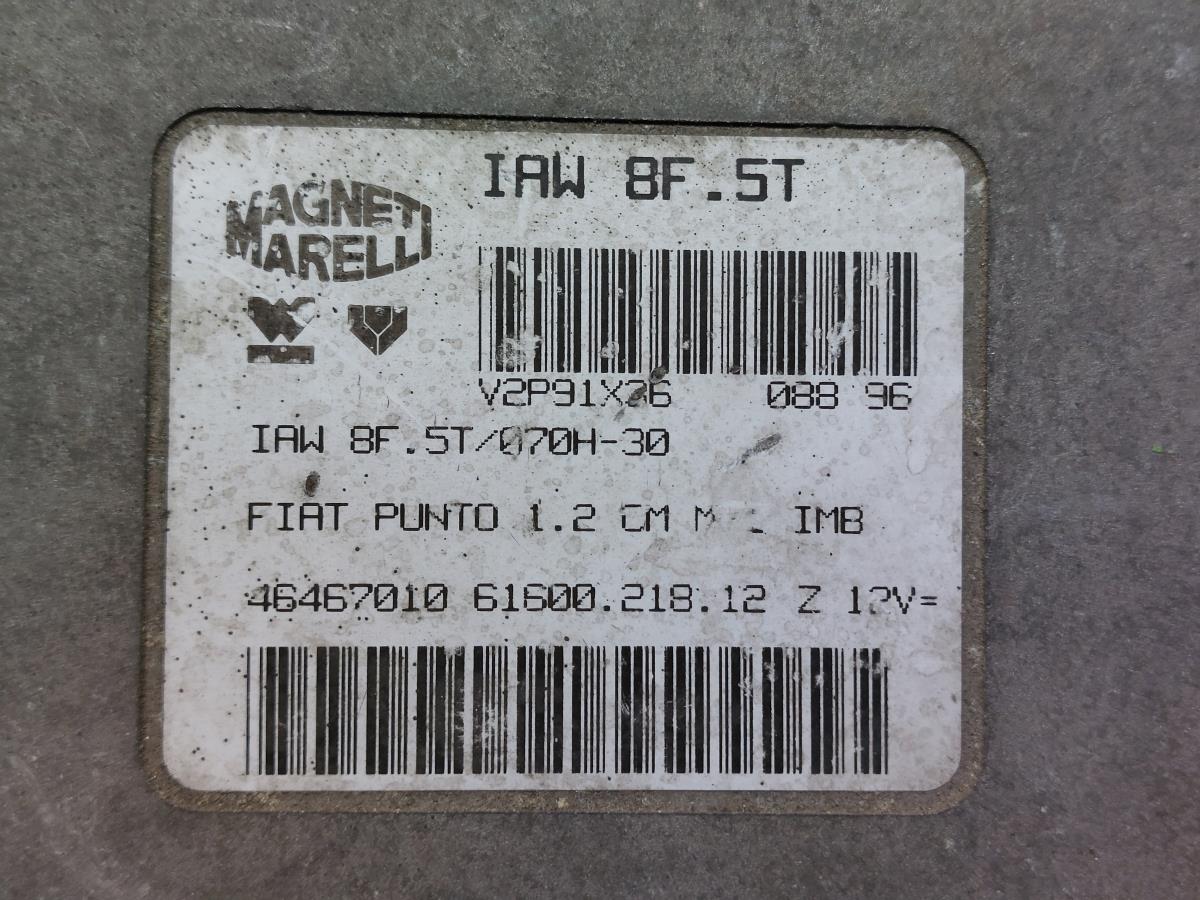 IAW 8F.5T
MAGNETI
MARELLI
088 96
IAW 8F.5T/070H-30
FIAT PUNTO 1.2 CM IMB
46467010 61600.218.12 Z 12V=